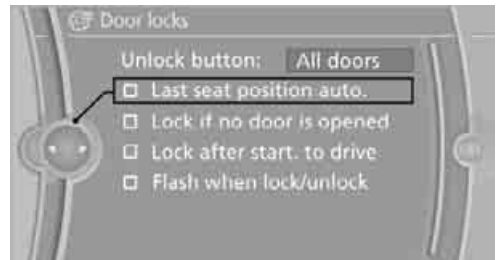 Door locks
Unlock button: All doors
Last seat position auto.
Lock if no door is opened
Lock after start. to drive
Flash when lock/unlock